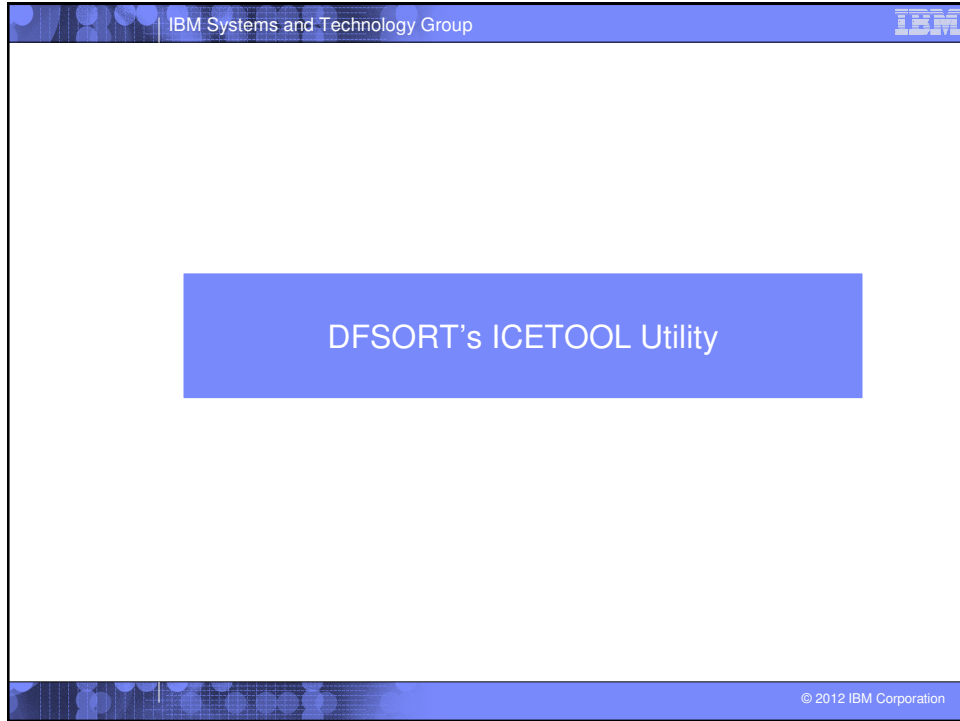 IBM Systems and Technology Group
IBM
DFSORT's ICETOOL Utility
© 2012 IBM Corporation